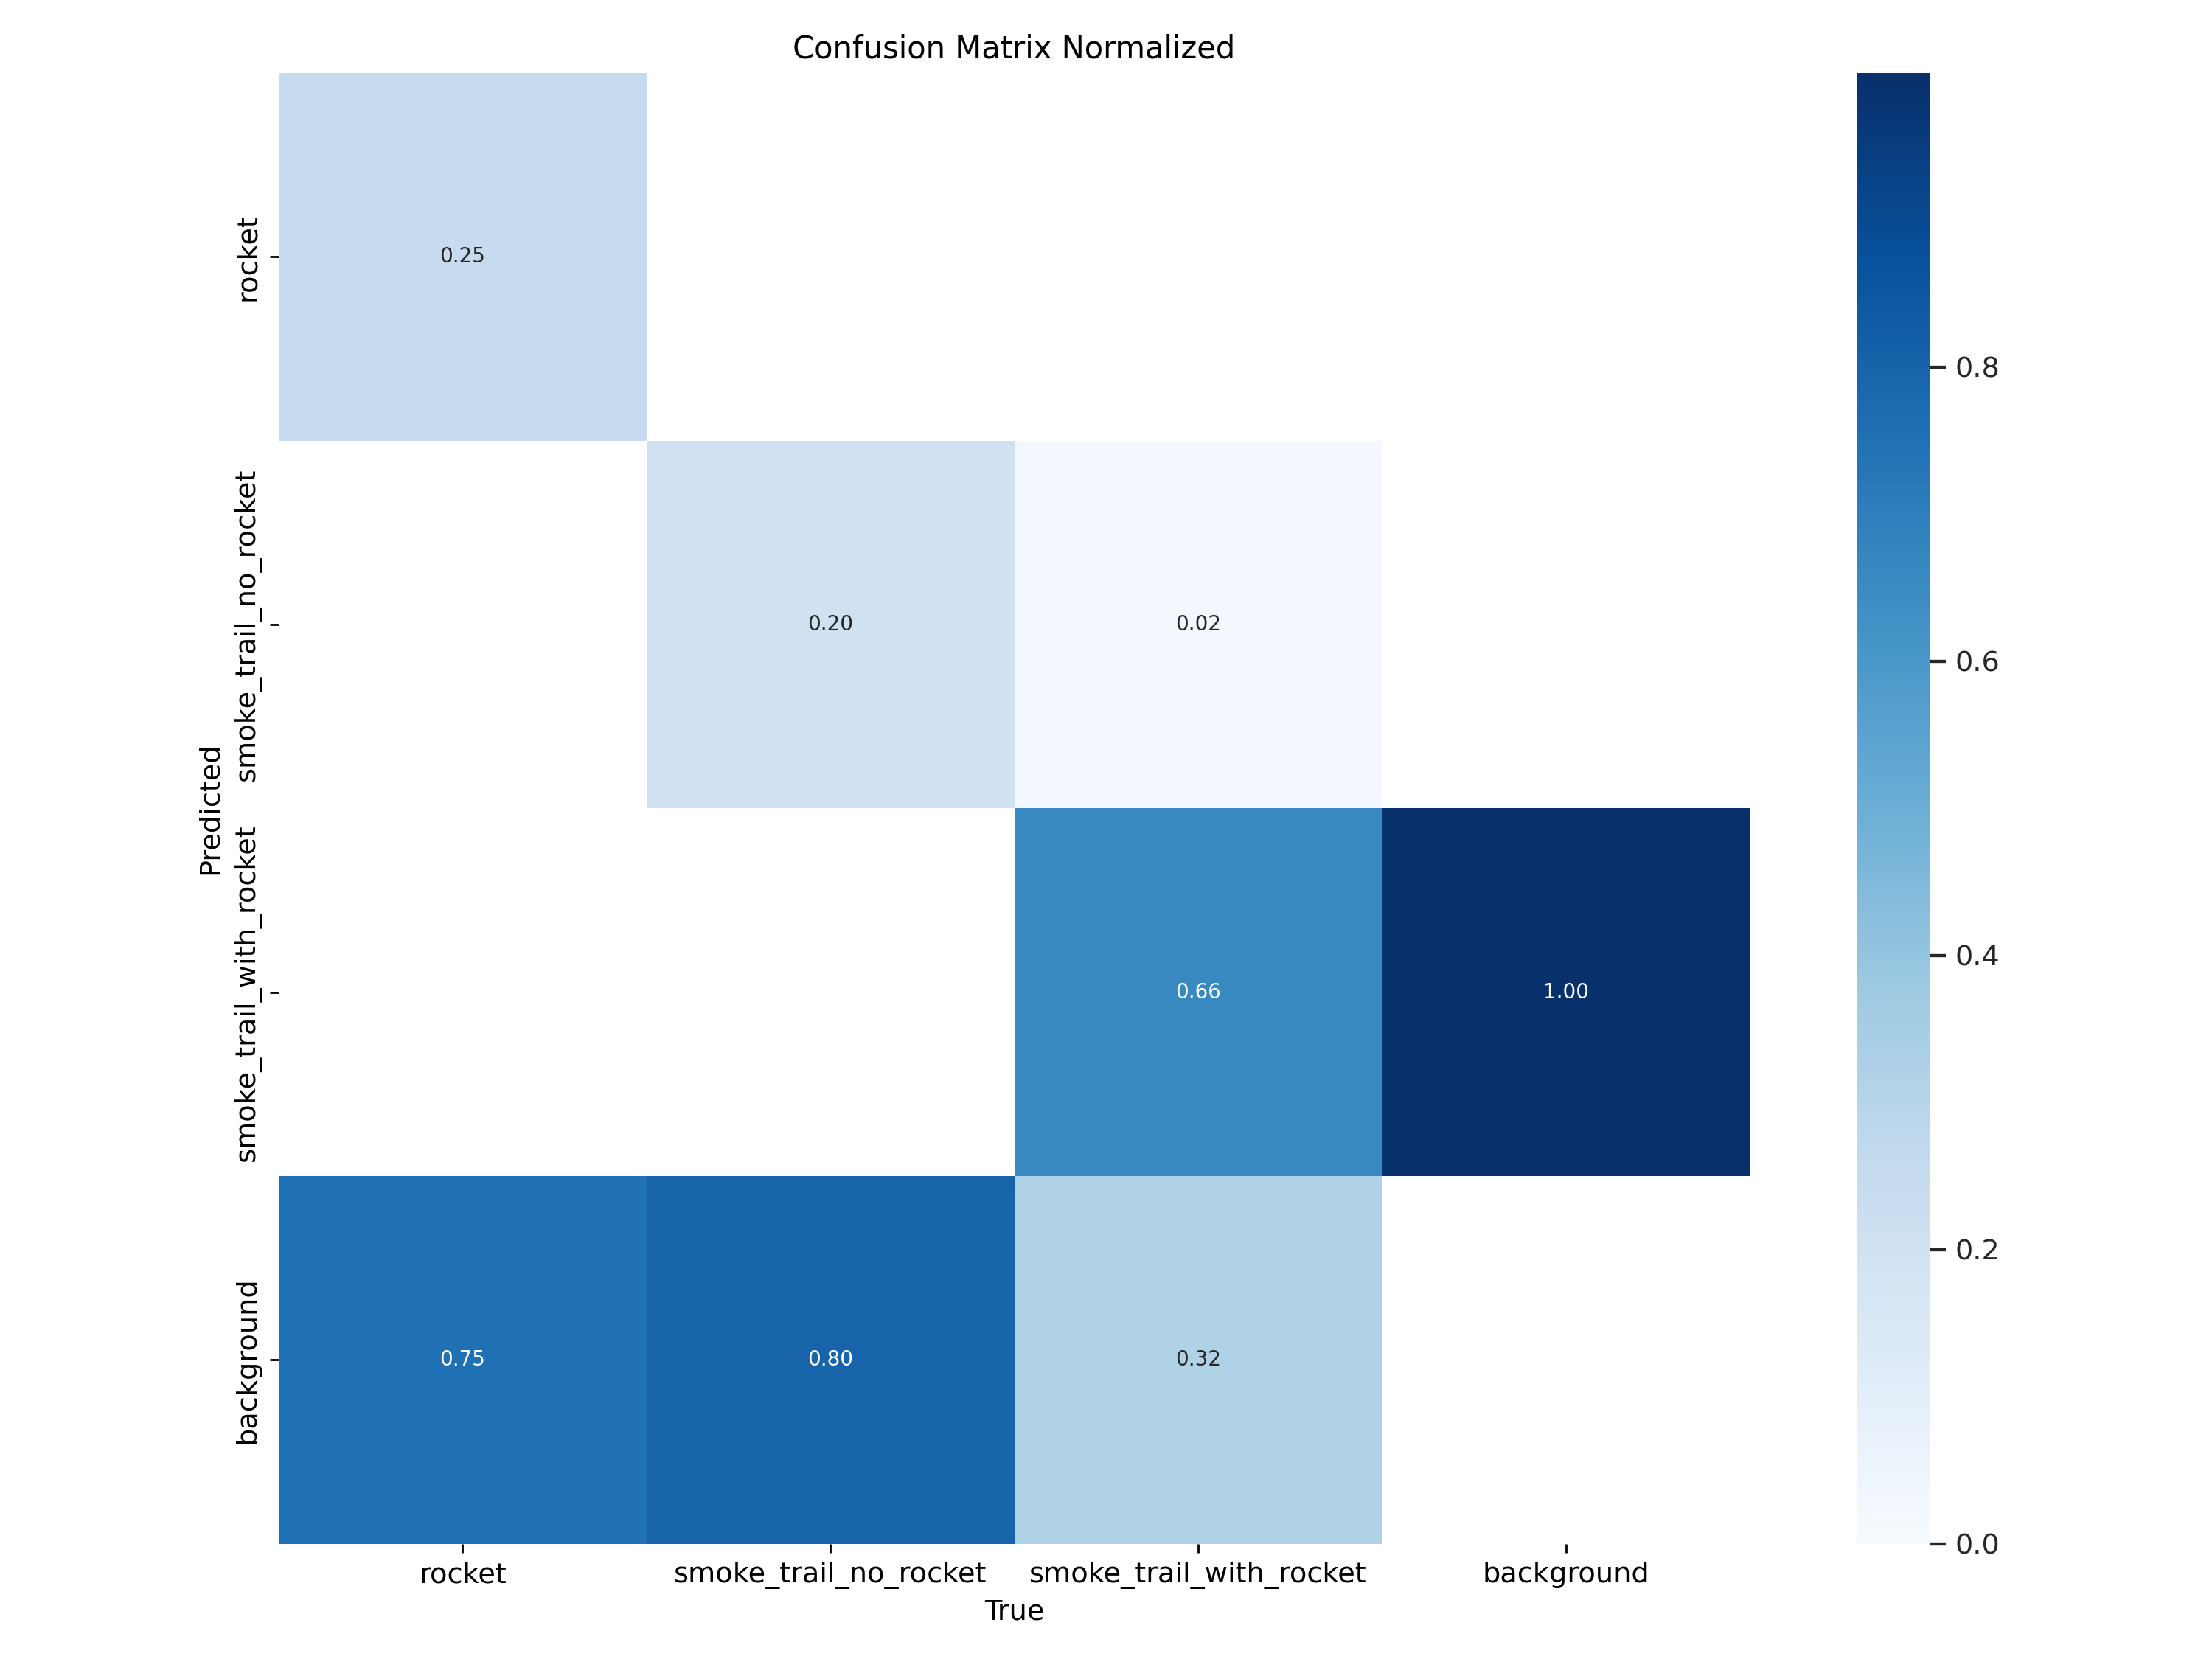 Confusion Matrix Normalized
rocket
0.25
0.8
smoke_trail_no_rocket
0.20
0.02
0.6
Predicted
smoke_trail_with_rocket
0.66
1.00
0.4
background
0.75
0.80
0.32
0.2
0.0
rocket
smoke_trail_no_rocket
smoke_trail_with_rocket
background
True